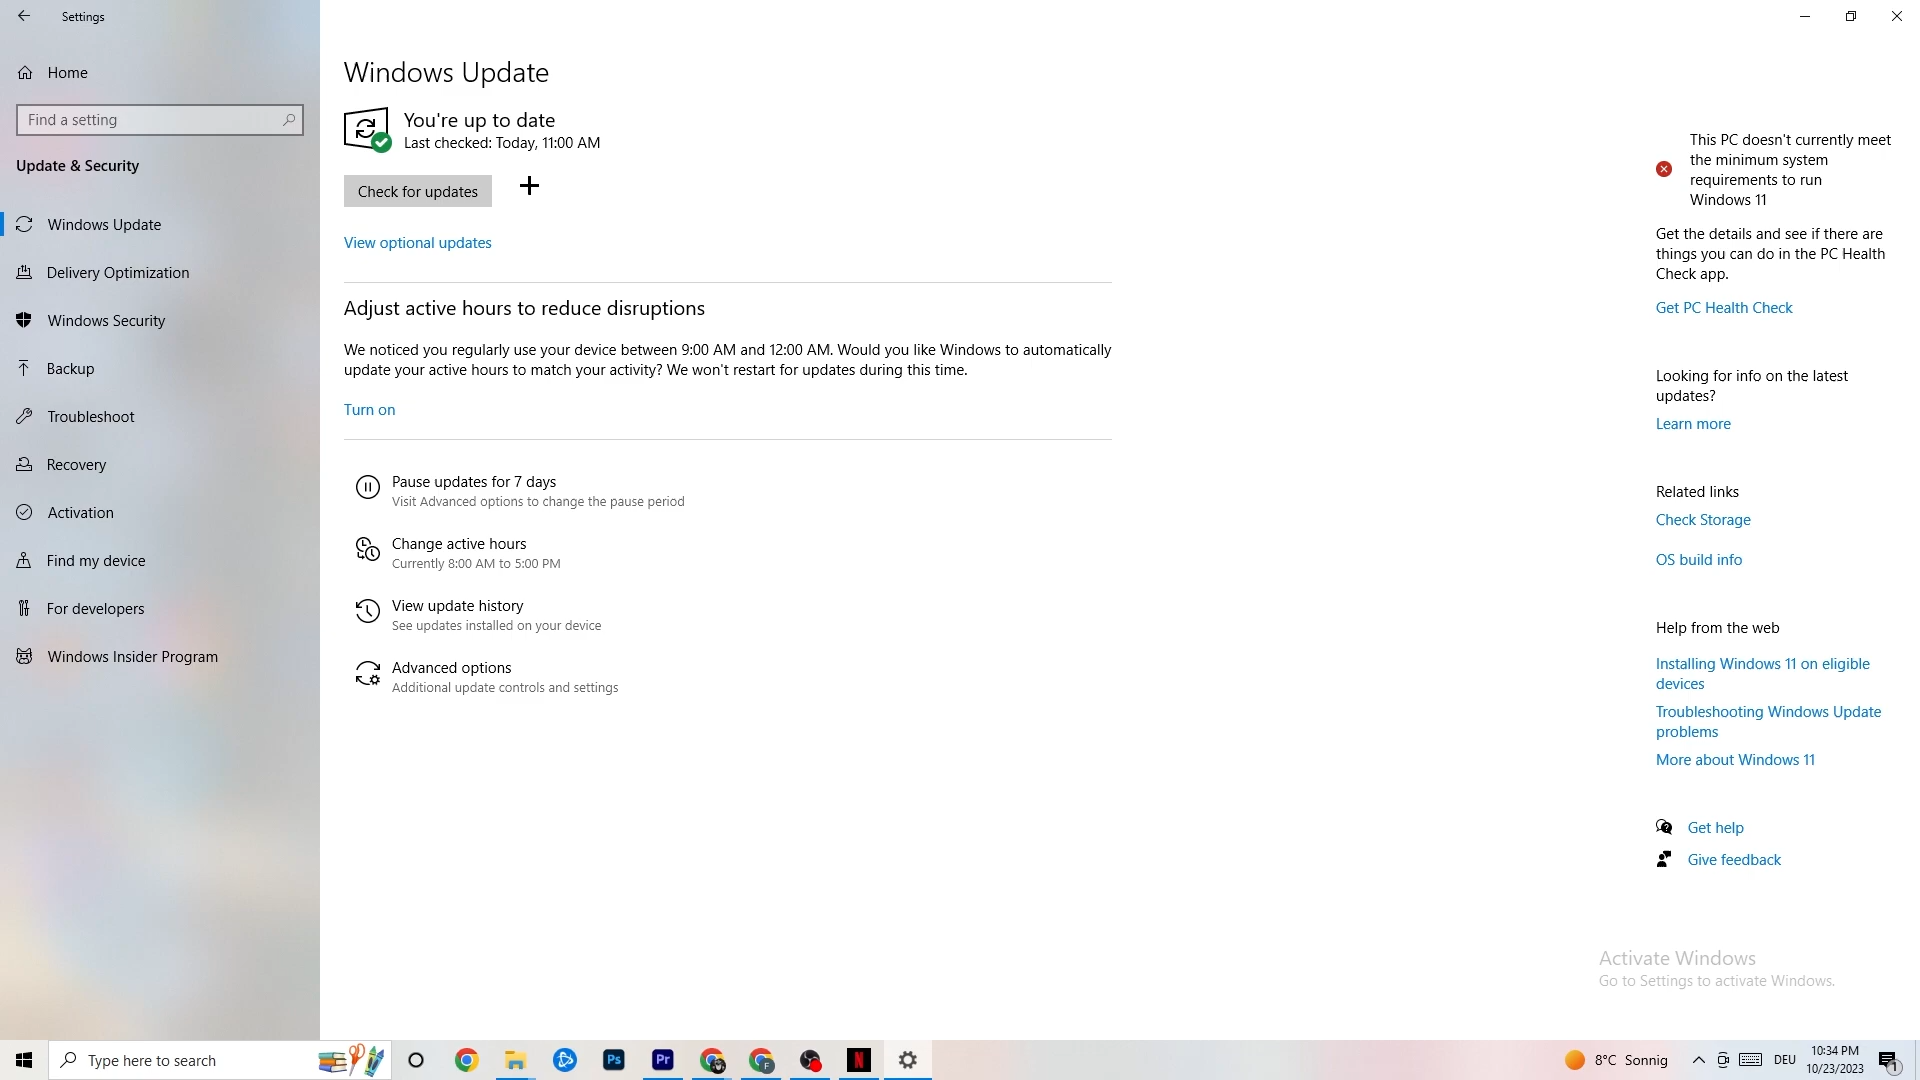 Settings
Home
Find a setting
Update & Security
Windows Update
Delivery Optimization
Windows Security
Backup
Troubleshoot
Recovery
Activation
Find my device
For developers
Windows Insider Program
Windows Update
You're up to date
Last checked: Today, 11:00 AM
Check for updates
View optional updates
Adjust active hours to reduce disruptions
We noticed you regularly use your device between 9:00 AM and 12:00 AM. Would you like Windows to automatically
update your active hours to match your activity? We won't restart for updates during this time.
Turn on
Pause updates for 7 days
Visit Advanced options to change the pause period
Change active hours
Currently 8:00 AM to 5:00 PM
View update history
See updates installed on your device
Advanced options
Additional update controls and settings
This PC doesn't currently meet
the minimum system
requirements to run
Windows 11
Get the details and see if there are
things you can do in the PC Health
Check app.
Get PC Health Check
Looking for info on the latest
updates?
Learn more
Related links
Check Storage
OS build info
Help from the web
Installing Windows 11 on eligible
devices
Troubleshooting Windows Update
problems
More about Windows 11
Get help
Give feedback
Activate Windows
Go to Settings to activate Windows.
Type here to search
Ps
Pr
F
N
8°C Sonnig
DEU
10:34 PM
10/23/2023
1